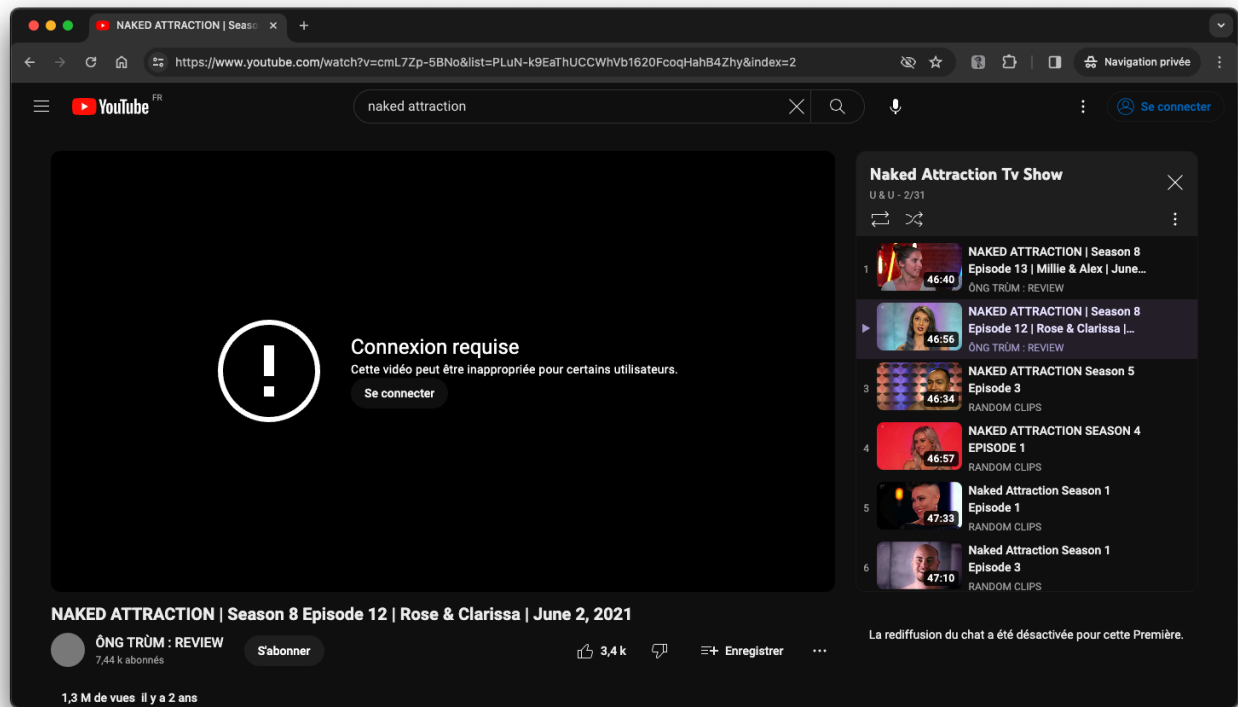 NAKED ATTRACTION | Seaso
https://www.youtube.com/watch?v=cmL7Zp-5BNo&list=PLuN-k9EaThUCCWhVb1620FcoqHahB4Zhy&index=2
Navigation privée
YouTube FR
naked attraction
Se connecter
Connexion requise
Cette vidéo peut être inappropriée pour certains utilisateurs.
Se connecter
Naked Attraction Tv Show
U & U - 2/31
1
46:40
NAKED ATTRACTION | Season 8
Episode 13 | Millie & Alex | June...
ÔNG TRÙM : REVIEW
46:56
NAKED ATTRACTION | Season 8
Episode 12 | Rose & Clarissa |...
ÔNG TRÙM : REVIEW
3
46:34
NAKED ATTRACTION Season 5
Episode 3
RANDOM CLIPS
4
46:57
NAKED ATTRACTION SEASON 4
EPISODE 1
RANDOM CLIPS
5
47:33
Naked Attraction Season 1
Episode 1
RANDOM CLIPS
6
47:10
Naked Attraction Season 1
Episode 3
RANDOM CLIPS
NAKED ATTRACTION | Season 8 Episode 12 | Rose & Clarissa | June 2, 2021
ÔNG TRÙM : REVIEW
7,44 k abonnés
S'abonner
3,4 k
Enregistrer
La rediffusion du chat a été désactivée pour cette Première.
1,3 M de vues il y a 2 ans